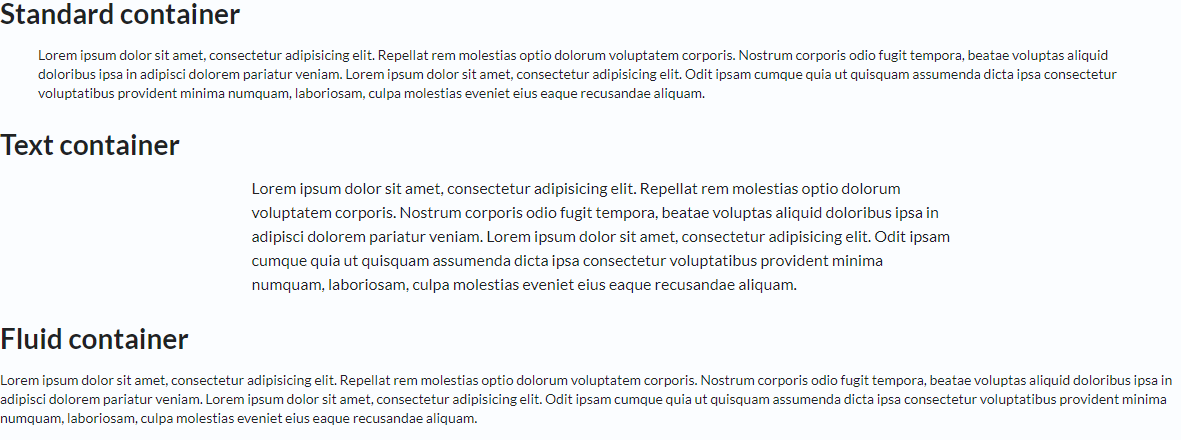 Standard container
Lorem ipsum dolor sit amet, consectetur adipisicing elit. Repellat rem molestias optio dolorum voluptatem corporis. Nostrum corporis odio fugit tempora, beatae voluptas aliquid
doloribus ipsa in adipisci dolorem pariatur veniam. Lorem ipsum dolor sit amet, consectetur adipisicing elit. Odit ipsam cumque quia ut quisquam assumenda dicta ipsa consectetur
voluptatibus provident minima numquam, laboriosam, culpa molestias eveniet eius eaque recusandae aliquam.
Text container
Lorem ipsum dolor sit amet, consectetur adipisicing elit. Repellat rem molestias optio dolorum
voluptatem corporis. Nostrum corporis odio fugit tempora, beatae voluptas aliquid doloribus ipsa in
adipisci dolorem pariatur veniam. Lorem ipsum dolor sit amet, consectetur adipisicing elit. Odit ipsam
cumque quia ut quisquam assumenda dicta ipsa consectetur voluptatibus provident minima
numquam, laboriosam, culpa molestias eveniet eius eaque recusandae aliquam.
Fluid container
Lorem ipsum dolor sit amet, consectetur adipisicing elit. Repellat rem molestias optio dolorum voluptatem corporis. Nostrum corporis odio fugit tempora, beatae voluptas aliquid doloribus ipsa in
adipisci dolorem pariatur veniam. Lorem ipsum dolor sit amet, consectetur adipisicing elit. Odit ipsam cumque quia ut quisquam assumenda dicta ipsa consectetur voluptatibus provident minima
numquam, laboriosam, culpa molestias eveniet eius eaque recusandae aliquam.